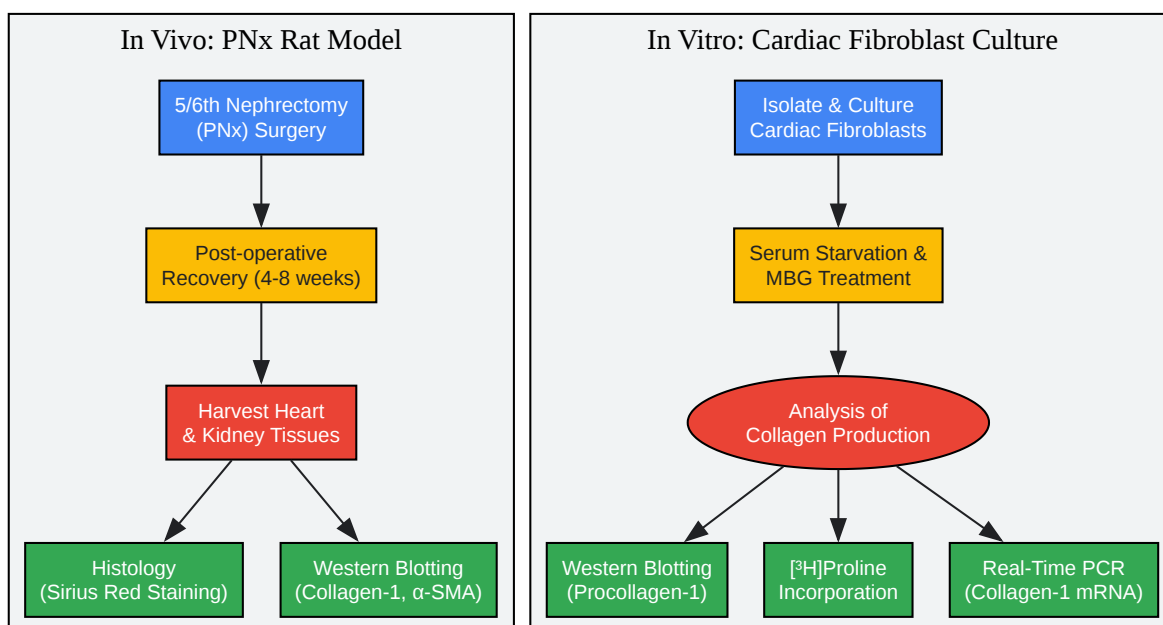 In Vivo: PNx Rat Model
5/6th Nephrectomy
(PNx) Surgery
Post-operative
Recovery (4-8 weeks)
Harvest Heart
& Kidney Tissues
Histology
(Sirius Red Staining)
Western Blotting
(Collagen-1, α-SMA)
In Vitro: Cardiac Fibroblast Culture
Isolate & Culture
Cardiac Fibroblasts
Serum Starvation &
MBG Treatment
Analysis of
Collagen Production
Western Blotting
(Procollagen-1)
[³H]Proline
Incorporation
Real-Time PCR
(Collagen-1 mRNA)